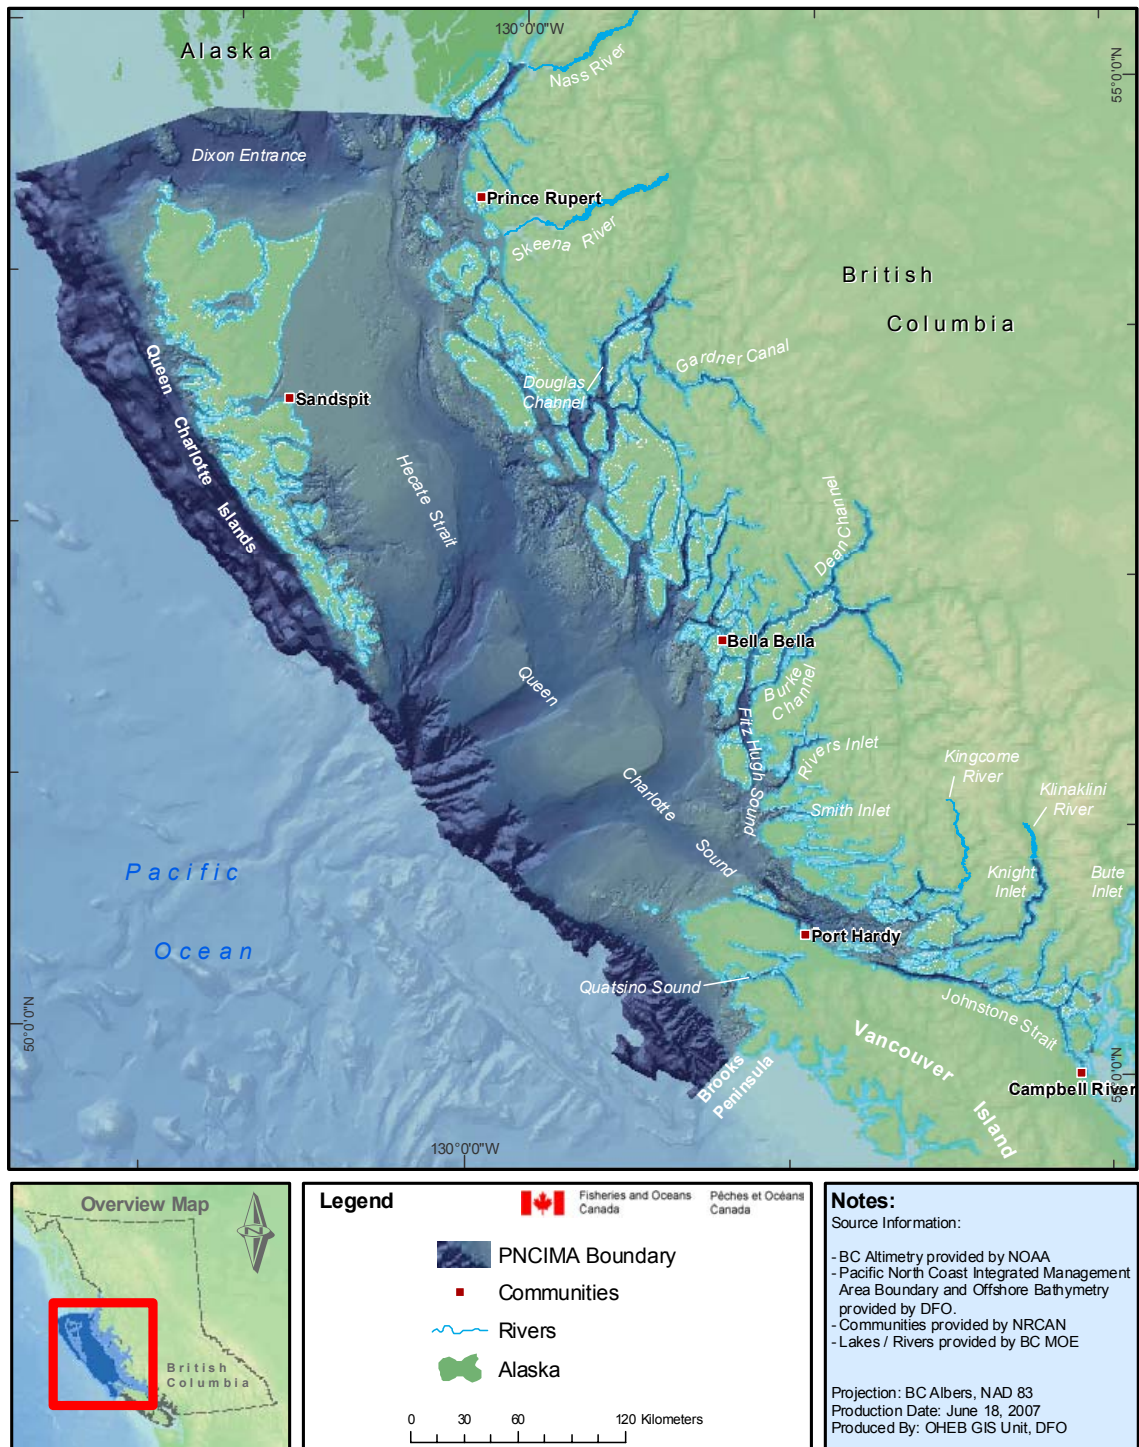 Alaska
130°0'0"W
55°0'0"N
Nass River
Dixon Entrance
Prince Rupert
Skeena River
British
Columbia
Gardner Canal
Douglas
Channel
Queen Charlotte Islands
Sandspit
Hecate Strait
Dean Channel
Bella Bella
Burke
Channel
Queen
Charlotte
Sound
Fitz Hugh Sound
Rivers Inlet
Kingcome
River
Klinaklini
River
Smith Inlet
Knight
Inlet
Bute
Inlet
Pacific
Ocean
Port Hardy
Quatsino Sound
Johnstone Strait
50°0'0"N
Vancouver
Island
Brooks
Peninsula
Campbell River
50°0'0"N
130°0'0"W
Overview Map
N
British
Columbia
Legend
Fisheries and Oceans
Canada
Pêches et Océans
Canada
PNCIMA Boundary
Communities
Rivers
Alaska
0 30 60 120 Kilometers
Notes:
Source Information:
- BC Altimetry provided by NOAA
- Pacific North Coast Integrated Management
Area Boundary and Offshore Bathymetry
provided by DFO.
- Communities provided by NRCAN
- Lakes / Rivers provided by BC MOE
Projection: BC Albers, NAD 83
Production Date: June 18, 2007
Produced By: OHEB GIS Unit, DFO